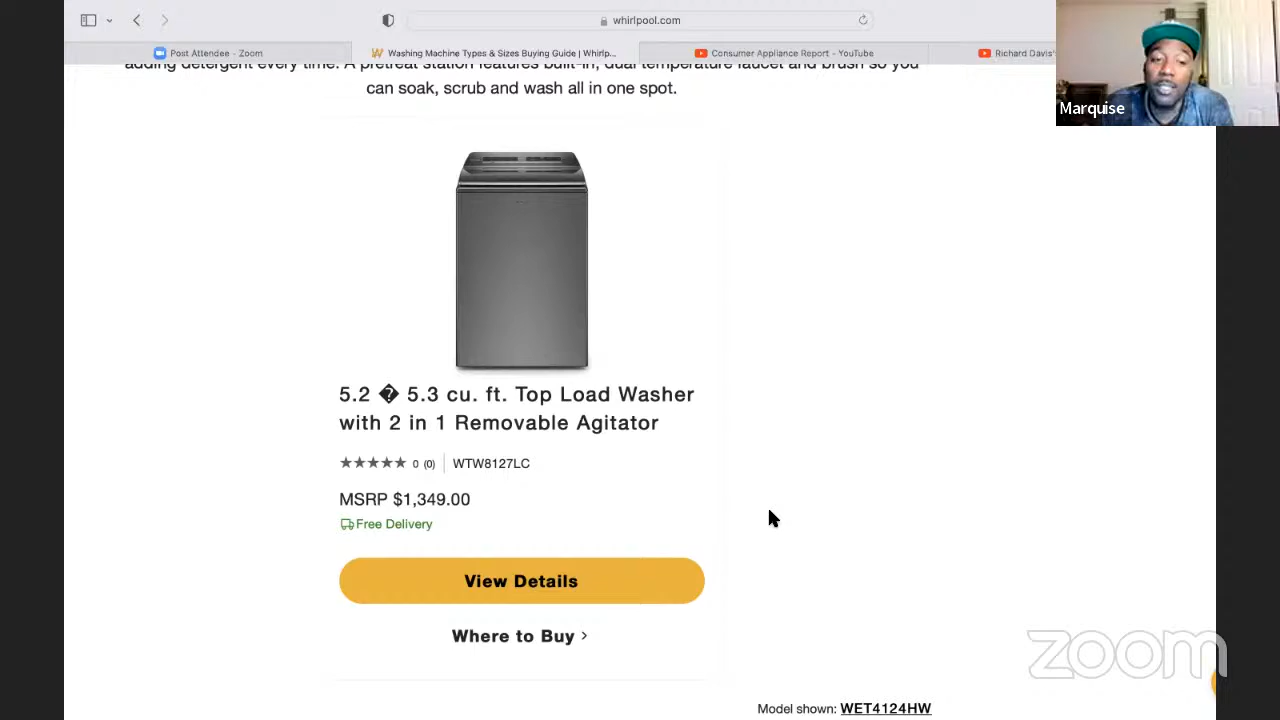 whirlpool.com
Post Attendee - Zoom
Washing Machine Types & Sizes Buying Guide | Whirlp...
Consumer Appliance Report - YouTube
Richard Davis'
Marquise
adding detergent every time. A pretreat station features built-in, dual temperature faucet and brush so you
can soak, scrub and wash all in one spot.
5.2 � 5.3 cu. ft. Top Load Washer
with 2 in 1 Removable Agitator
★★★★★ 0 (0) WTW8127LC
MSRP $1,349.00
Free Delivery
View Details
Where to Buy >
zoom
Model shown: WET4124HW